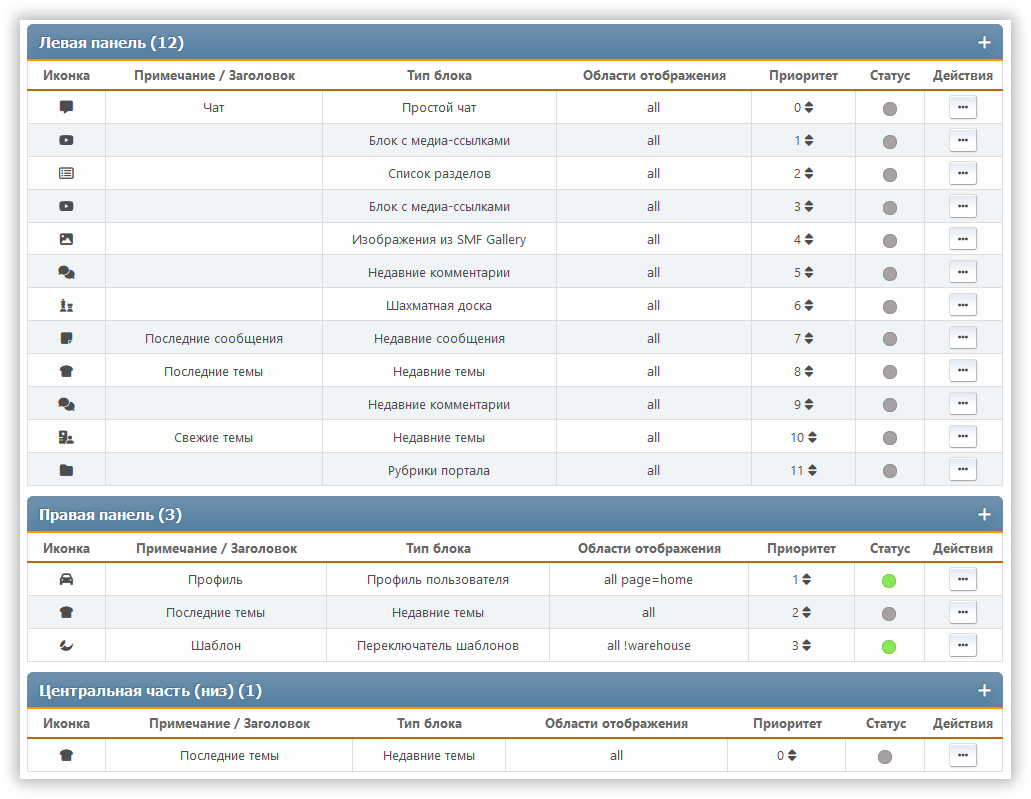 Левая панель (12)
Иконка Примечание / Заголовок Тип блока Области отображения Приоритет Статус Действия
Чат Простой чат all 0
Блок с медиа-ссылками all 1
Список разделов all 2
Блок с медиа-ссылками all 3
Изображения из SMF Gallery all 4
Недавние комментарии all 5
Шахматная доска all 6
Последние сообщения Недавние сообщения all 7
Последние темы Недавние темы all 8
Недавние комментарии all 9
Свежие темы Недавние темы all 10
Рубрики портала all 11
Правая панель (3)
Иконка Примечание / Заголовок Тип блока Области отображения Приоритет Статус Действия
Профиль Профиль пользователя all page=home 1
Последние темы Недавние темы all 2
Шаблон Переключатель шаблонов all !warehouse 3
Центральная часть (низ) (1)
Иконка Примечание / Заголовок Тип блока Области отображения Приоритет Статус Действия
Последние темы Недавние темы all 0